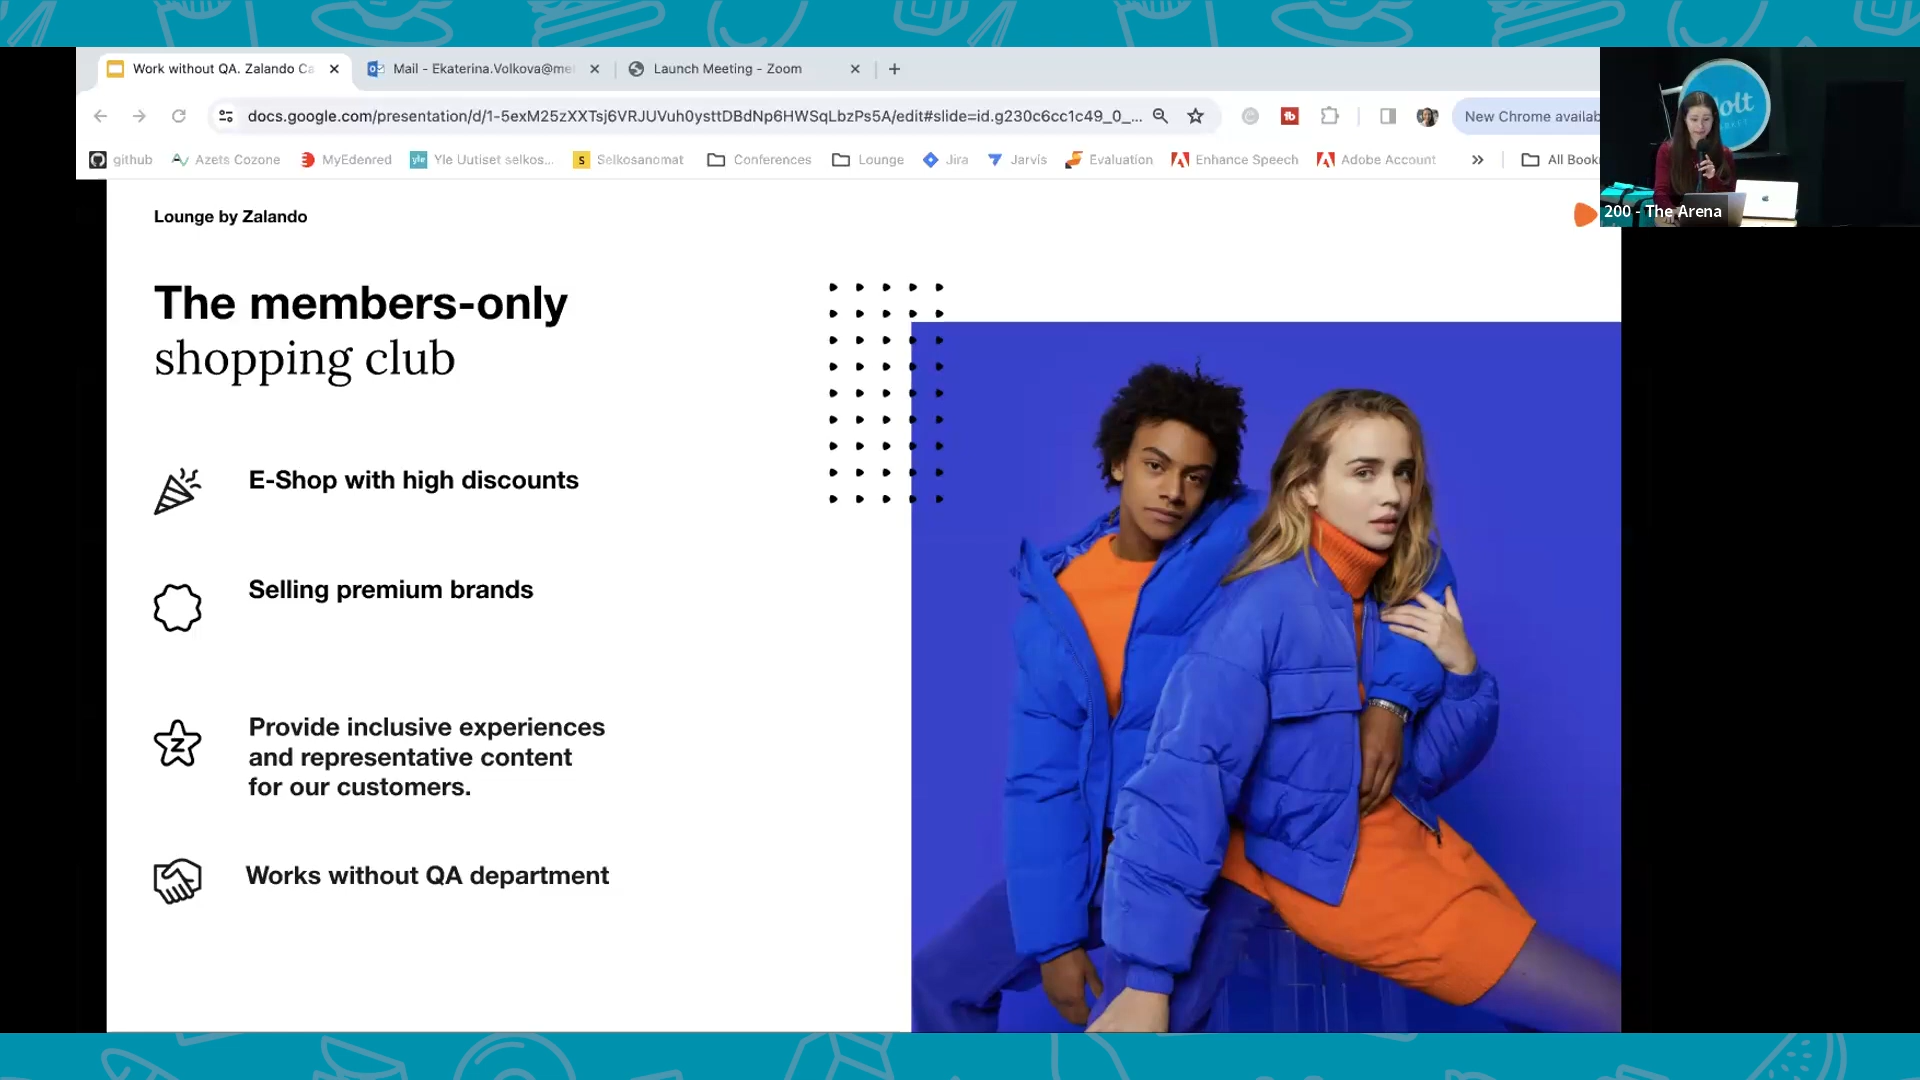 Work without QA. Zalando Ca
Mail - Ekaterina.Volkova@me
Launch Meeting - Zoom
docs.google.com/presentation/d/1-5exM25zXXTsj6VRJUVuh0ysttDBdNp6HWSqLbzPs5A/edit#slide=id.g230c6cc1c49_0_...
New Chrome availab
github
Azets Cozone
MyEdenred
yle
Yle Uutiset selkos...
S
Selkosanomat
Conferences
Lounge
Jira
Jarvis
Evaluation
Enhance Speech
Adobe Account
»
All Book
200 - The Arena
Lounge by Zalando
The members-only
shopping club
E-Shop with high discounts
Selling premium brands
Z
Provide inclusive experiences
and representative content
for our customers.
Works without QA department